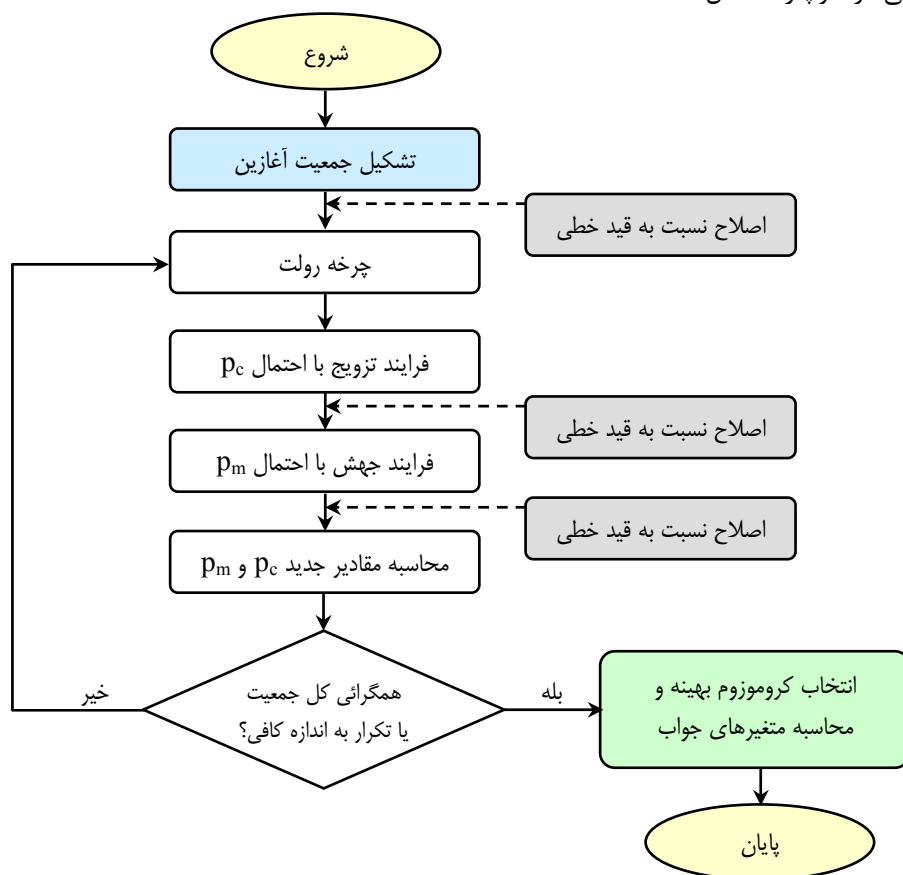 شروع
تشکیل جمعیت آغازین
اصلاح نسبت به قید خطی
چرخه رولت
فرایند تزویج با احتمال pc
اصلاح نسبت به قید خطی
فرایند جهش با احتمال pm
اصلاح نسبت به قید خطی
محاسبه مقادیر جدید pc و pm
همگرائی کل جمعیت
یا تکرار به اندازه کافی؟
خیر
بله
انتخاب کروموزوم بهینه و
محاسبه متغیرهای جواب
پایان